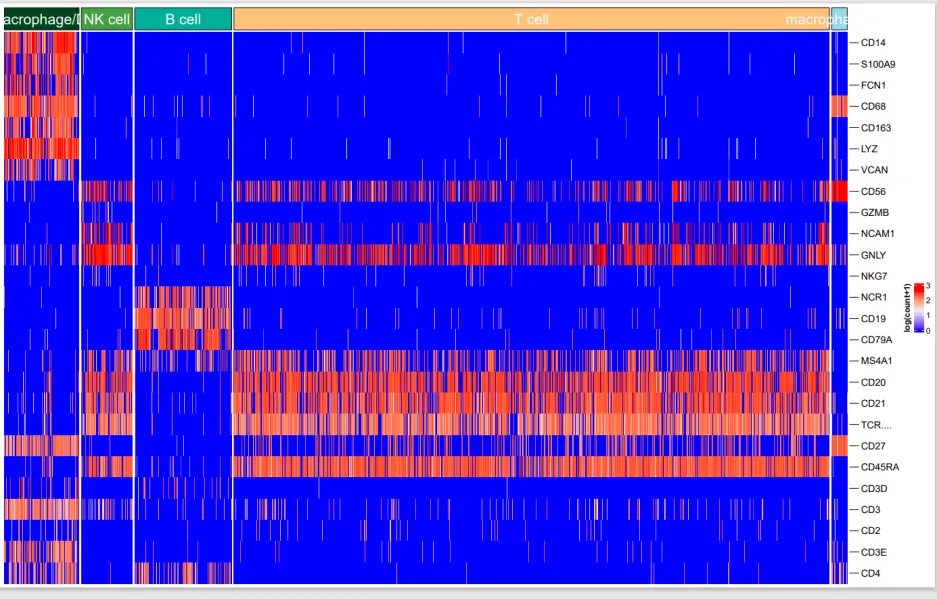 acrophage/D
NK cell
B cell
T cell
macropha
CD14
S100A9
FCN1
CD68
CD163
LYZ
VCAN
CD56
GZMB
NCAM1
GNLY
NKG7
NCR1
CD19
CD79A
MS4A1
CD20
CD21
TCR....
CD27
CD45RA
CD3D
CD3
CD2
CD3E
CD4
log(count+1)
3
2
1
0